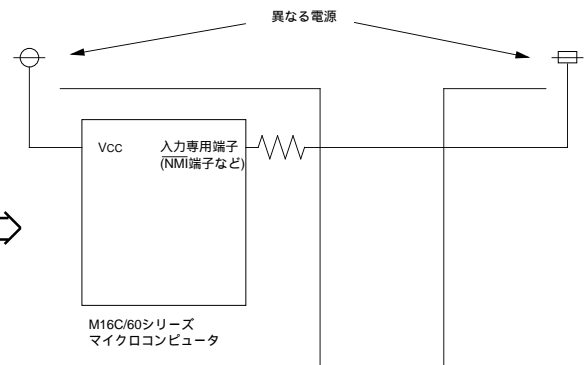 異なる電源
Vcc
入力専用端子
(NMI端子など)
M16C/60シリーズ
マイクロコンピュータ